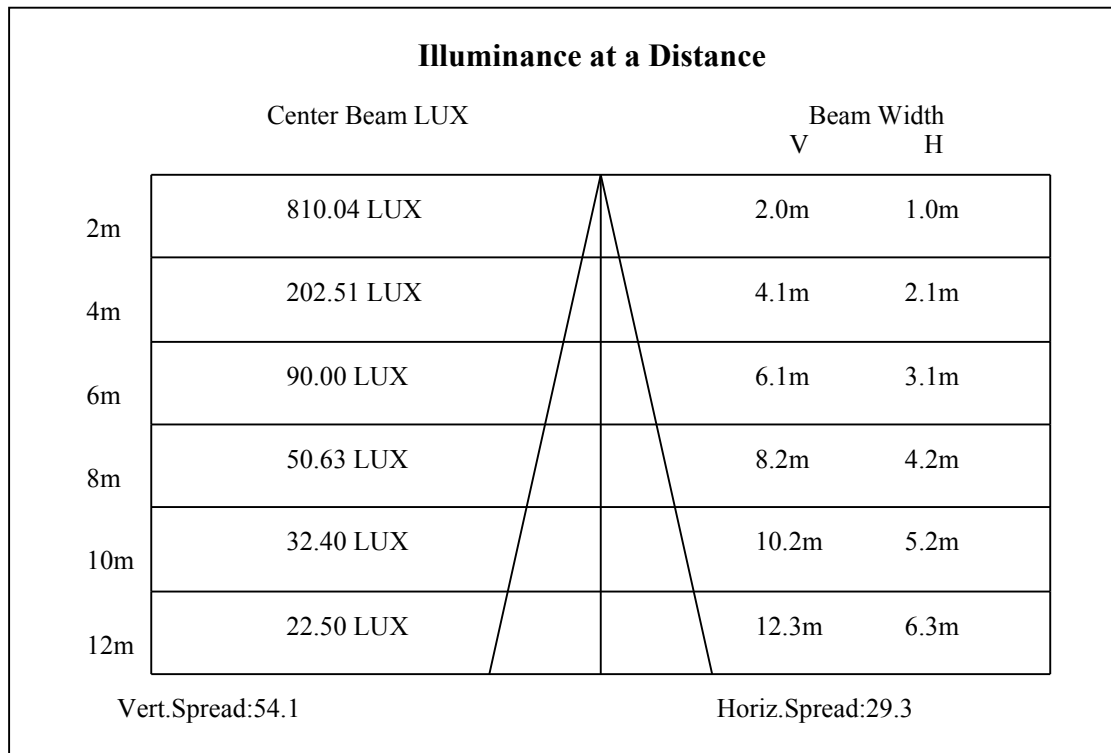 Illuminance at a Distance
Center Beam LUX Beam Width
V H
2m 810.04 LUX 2.0m 1.0m
4m 202.51 LUX 4.1m 2.1m
6m 90.00 LUX 6.1m 3.1m
8m 50.63 LUX 8.2m 4.2m
10m 32.40 LUX 10.2m 5.2m
12m 22.50 LUX 12.3m 6.3m
Vert.Spread:54.1 Horiz.Spread:29.3